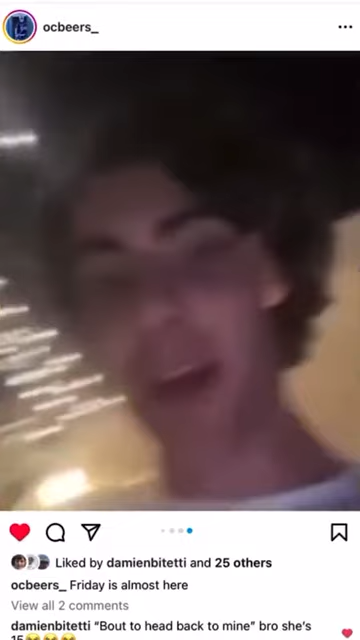 ocbeers_
Liked by damienbitetti and 25 others
ocbeers_ Friday is almost here
View all 2 comments
damienbitetti "Bout to head back to mine" bro she's
15😂😂😂